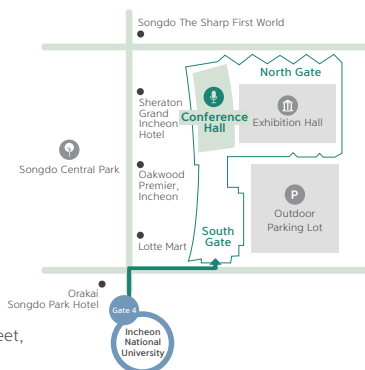 Songdo The Sharp First World
North Gate
Sheraton
Grand
Incheon
Hotel
Conference
Hall
Exhibition Hall
Songdo Central Park
Oakwood
Premier,
Incheon
P
Outdoor
Parking Lot
South
Gate
Lotte Mart
Orakai
Songdo Park Hotel
Gate 4
Incheon
National
University
eet,